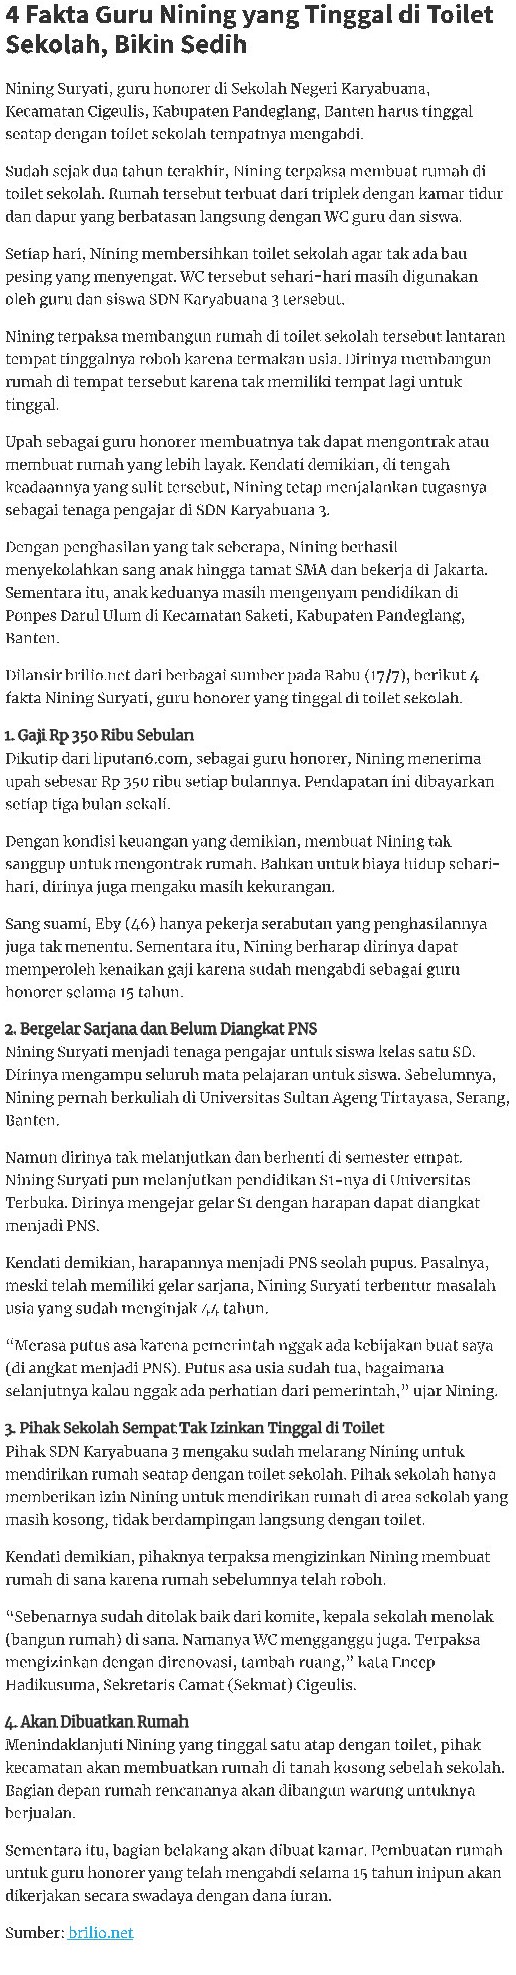 4 Fakta Guru Nining yang Tinggal di Toilet
Sekolah, Bikin Sedih
Nining Suryati, guru honorer di Sekolah Negeri Karyabuana,
Kecamatan Cigeulis, Kabupaten Pandeglang, Banten harus tinggal
seatap dengan toilet sekolah tempatnya mengabdi.
Sudah sejak dua tahun terakhir, Nining terpaksa membuat rumah di
toilet sekolah. Rumah tersebut terbuat dari triplek dengan kamar tidur
dan dapur yang berbatasan langsung dengan WC guru dan siswa.
Setiap hari, Nining membersihkan toilet sekolah agar tak ada bau
pesing yang menyengat. WC tersebut sehari-hari masih digunakan
oleh guru dan siswa SDN Karyabuana 3 tersebut.
Nining terpaksa membangun rumah di toilet sekolah tersebut lantaran
tempat tinggalnya roboh karena termakan usia. Dirinya membangun
rumah di tempat tersebut karena tak memiliki tempat lagi untuk
tinggal.
Upah sebagai guru honorer membuatnya tak dapat mengontrak atau
membuat rumah yang lebih layak. Kendati demikian, di tengah
keadaannya yang sulit tersebut, Nining tetap menjalankan tugasnya
sebagai tenaga pengajar di SDN Karyabuana 3.
Dengan penghasilan yang tak seberapa, Nining berhasil
menyekolahkan sang anak hingga tamat SMA dan bekerja di Jakarta.
Sementara itu, anak keduanya masih mengenyam pendidikan di
Ponpes Darul Ulum di Kecamatan Saketi, Kabupaten Pandeglang,
Banten.
Dilansir brilio.net dari berbagai sumber pada Rabu (17/7), berikut 4
fakta Nining Suryati, guru honorer yang tinggal di toilet sekolah.
1. Gaji Rp 350 Ribu Sebulan
Dikutip dari liputan6.com, sebagai guru honorer, Nining menerima
upah sebesar Rp 350 ribu setiap bulannya. Pendapatan ini dibayarkan
setiap tiga bulan sekali.
Dengan kondisi keuangan yang demikian, membuat Nining tak
sanggup untuk mengontrak rumah. Bahkan untuk biaya hidup sehari-
hari, dirinya juga mengaku masih kekurangan.
Sang suami, Eby (46) hanya pekerja serabutan yang penghasilannya
juga tak menentu. Sementara itu, Nining berharap dirinya dapat
memperoleh kenaikan gaji karena sudah mengabdi sebagai guru
honorer selama 15 tahun.
2. Bergelar Sarjana dan Belum Diangkat PNS
Nining Suryati menjadi tenaga pengajar untuk siswa kelas satu SD.
Dirinya mengampu seluruh mata pelajaran untuk siswa. Sebelumnya,
Nining pernah berkuliah di Universitas Sultan Ageng Tirtayasa, Serang,
Banten.
Namun dirinya tak melanjutkan dan berhenti di semester empat.
Nining Suryati pun melanjutkan pendidikan S1-nya di Universitas
Terbuka. Dirinya mengejar gelar S1 dengan harapan dapat diangkat
menjadi PNS.
Kendati demikian, harapannya menjadi PNS seolah pupus. Pasalnya,
meski telah memiliki gelar sarjana, Nining Suryati terbentur masalah
usia yang sudah menginjak 44 tahun.
“Merasa putus asa karena pemerintah nggak ada kebijakan buat saya
(di angkat menjadi PNS). Putus asa usia sudah tua, bagaimana
selanjutnya kalau nggak ada perhatian dari pemerintah,” ujar Nining.
3. Pihak Sekolah Sempat Tak Izinkan Tinggal di Toilet
Pihak SDN Karyabuana 3 mengaku sudah melarang Nining untuk
mendirikan rumah seatap dengan toilet sekolah. Pihak sekolah hanya
memberikan izin Nining untuk mendirikan rumah di area sekolah yang
masih kosong, tidak berdampingan langsung dengan toilet.
Kendati demikian, pihaknya terpaksa mengizinkan Nining membuat
rumah di sana karena rumah sebelumnya telah roboh.
“Sebenarnya sudah ditolak baik dari komite, kepala sekolah menolak
(bangun rumah) di sana. Namanya WC mengganggu juga. Terpaksa
mengizinkan dengan direnovasi, tambah ruang,” kata Encep
Hadikusuma, Sekretaris Camat (Sekmat) Cigeulis.
4. Akan Dibuatkan Rumah
Menindaklanjuti Nining yang tinggal satu atap dengan toilet, pihak
kecamatan akan membuatkan rumah di tanah kosong sebelah sekolah.
Bagian depan rumah rencananya akan dibangun warung untuknya
berjualan.
Sementara itu, bagian belakang akan dibuat kamar. Pembuatan rumah
untuk guru honorer yang telah mengabdi selama 15 tahun inipun akan
dikerjakan secara swadaya dengan dana iuran.
Sumber: brilio.net